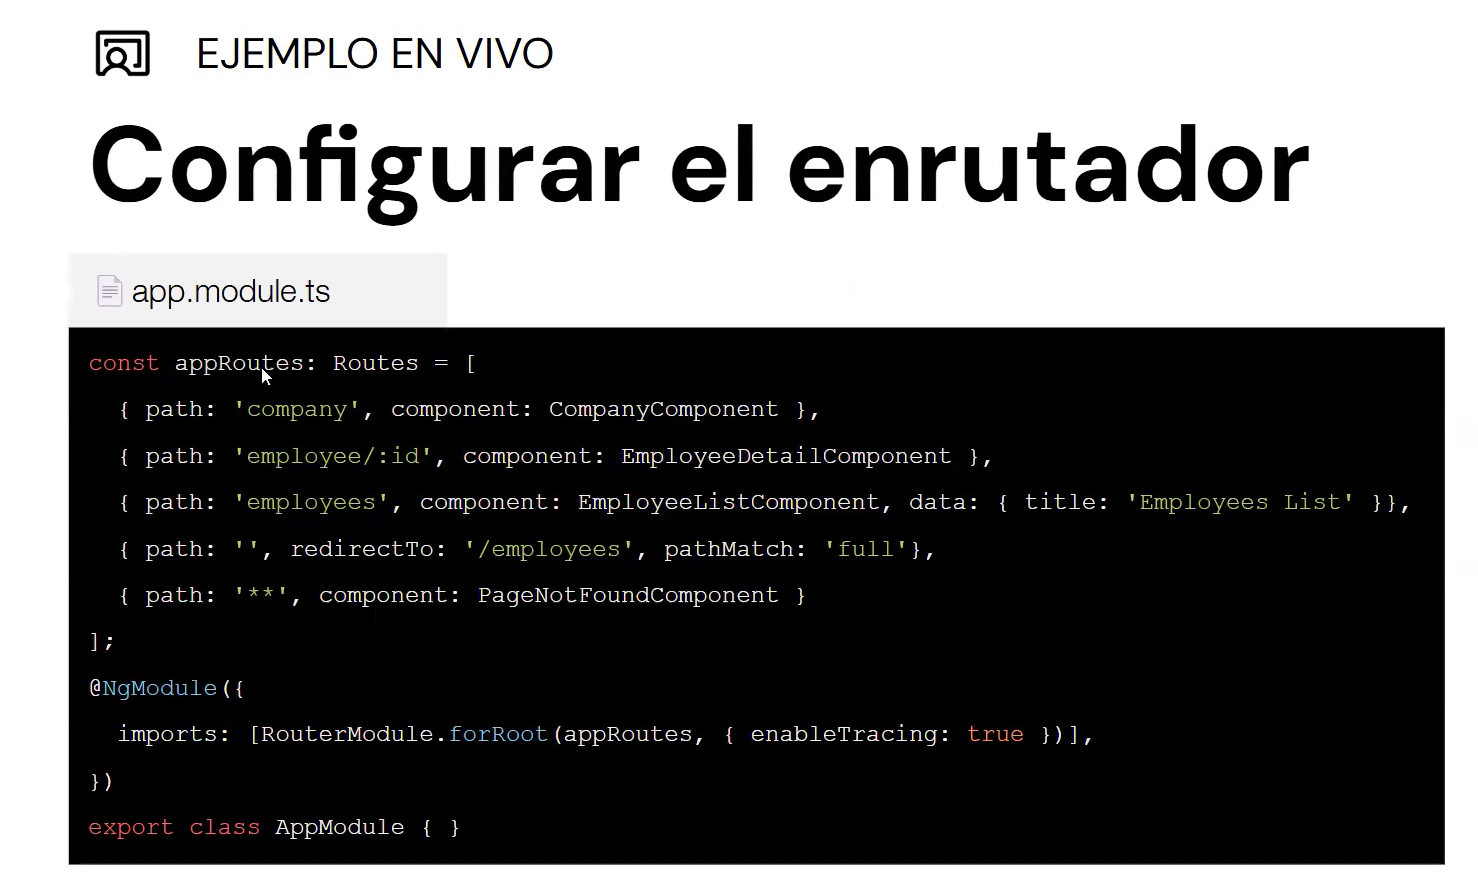 EJEMPLO EN VIVO
Configurar el enrutador
app.module.ts
const appRoutes: Routes = [
  { path: 'company', component: CompanyComponent },
  { path: 'employee/:id', component: EmployeeDetailComponent },
  { path: 'employees', component: EmployeeListComponent, data: { title: 'Employees List' }},
  { path: '', redirectTo: '/employees', pathMatch: 'full'},
  { path: '**', component: PageNotFoundComponent }
];
@NgModule({
  imports: [RouterModule.forRoot(appRoutes, { enableTracing: true })],
})
export class AppModule { }